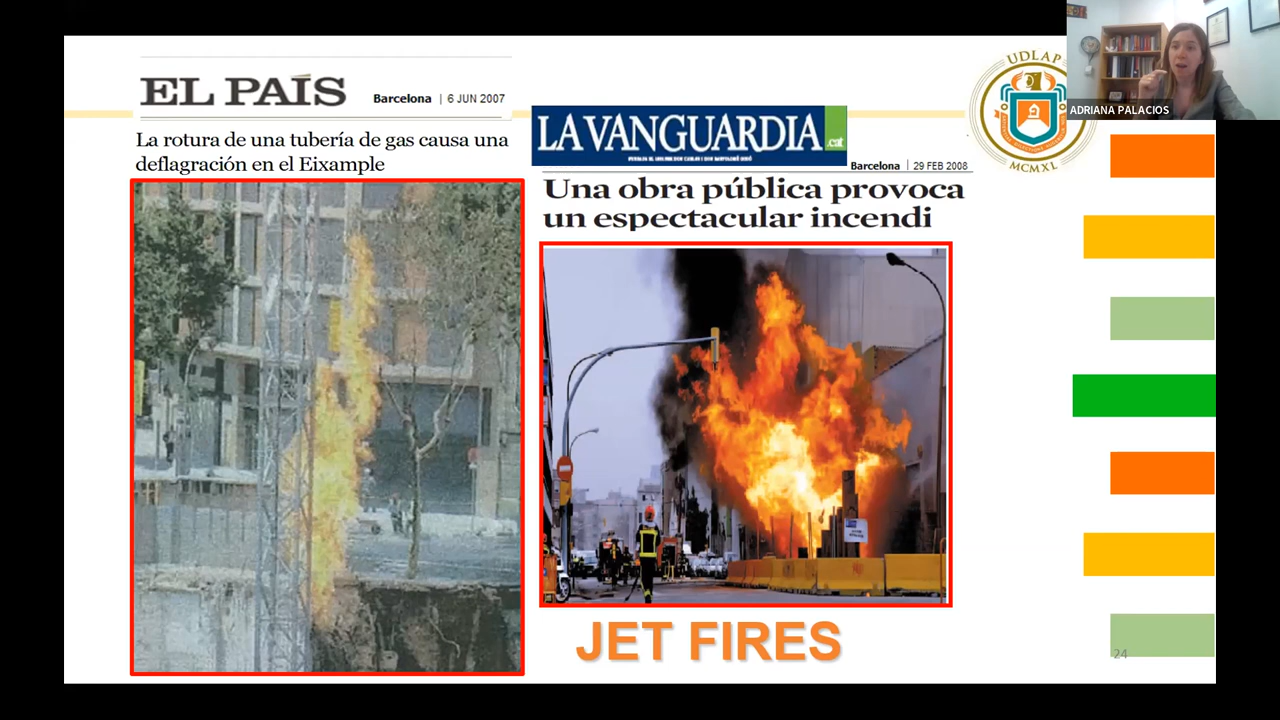 EL PAÍS
Barcelona | 6 JUN 2007
La rotura de una tubería de gas causa una
deflagración en el Eixample
LA VANGUARDIA .cat
Barcelona | 29 FEB 2008
Una obra pública provoca
un espectacular incendi
JET FIRES
UDLAP
MCMXL
ADRIANA PALACIOS
24